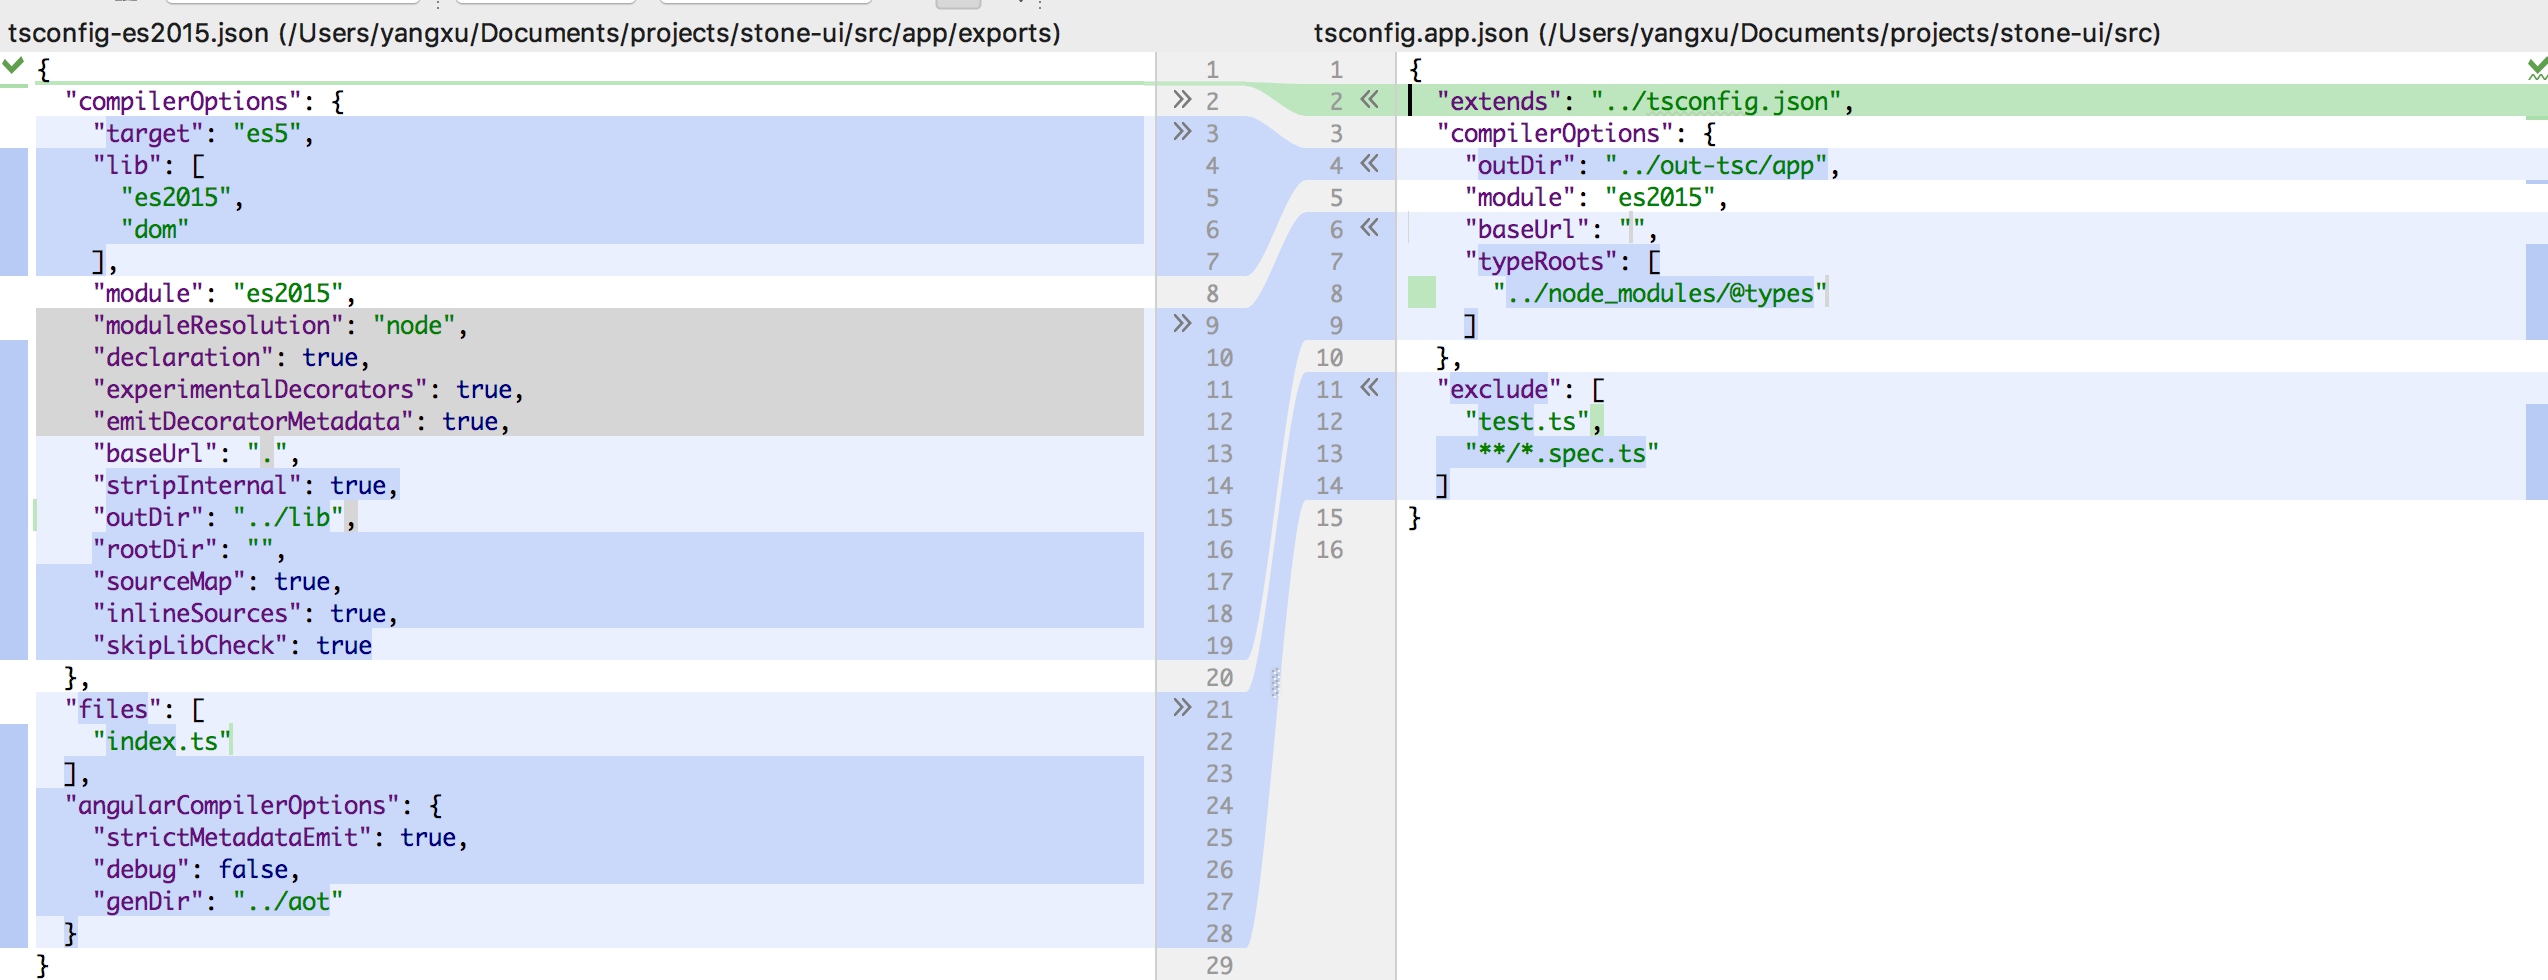 tsconfig-es2015.json (/Users/yangxu/Documents/projects/stone-ui/src/app/exports)
{
  "compilerOptions": {
    "target": "es5",
    "lib": [
      "es2015",
      "dom"
    ],
    "module": "es2015",
    "moduleResolution": "node",
    "declaration": true,
    "experimentalDecorators": true,
    "emitDecoratorMetadata": true,
    "baseUrl": ".",
    "stripInternal": true,
    "outDir": "../lib",
    "rootDir": "",
    "sourceMap": true,
    "inlineSources": true,
    "skipLibCheck": true
  },
  "files": [
    "index.ts"
  ],
  "angularCompilerOptions": {
    "strictMetadataEmit": true,
    "debug": false,
    "genDir": "../aot"
  }
}
1
» 2
» 3
4
5
6
7
8
» 9
10
11
12
13
14
15
16
17
18
19
20
» 21
22
23
24
25
26
27
28
29
tsconfig.app.json (/Users/yangxu/Documents/projects/stone-ui/src)
1
2 «
3
4 «
5
6 «
7
8
9
10
11 «
12
13
14
15
16
{
  "extends": "../tsconfig.json",
  "compilerOptions": {
    "outDir": "../out-tsc/app",
    "module": "es2015",
    "baseUrl": "",
    "typeRoots": [
      "../node_modules/@types"
    ]
  },
  "exclude": [
    "test.ts",
    "**/*.spec.ts"
  ]
}